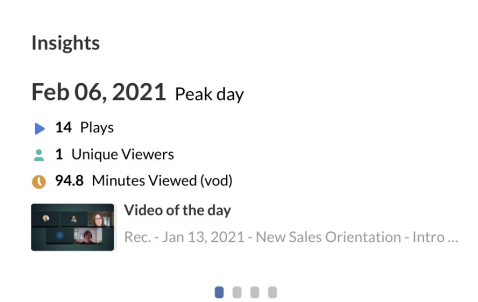 Insights
Feb 06, 2021 Peak day
14 Plays
1 Unique Viewers
94.8 Minutes Viewed (vod)
Video of the day
Rec. - Jan 13, 2021 - New Sales Orientation - Intro ...